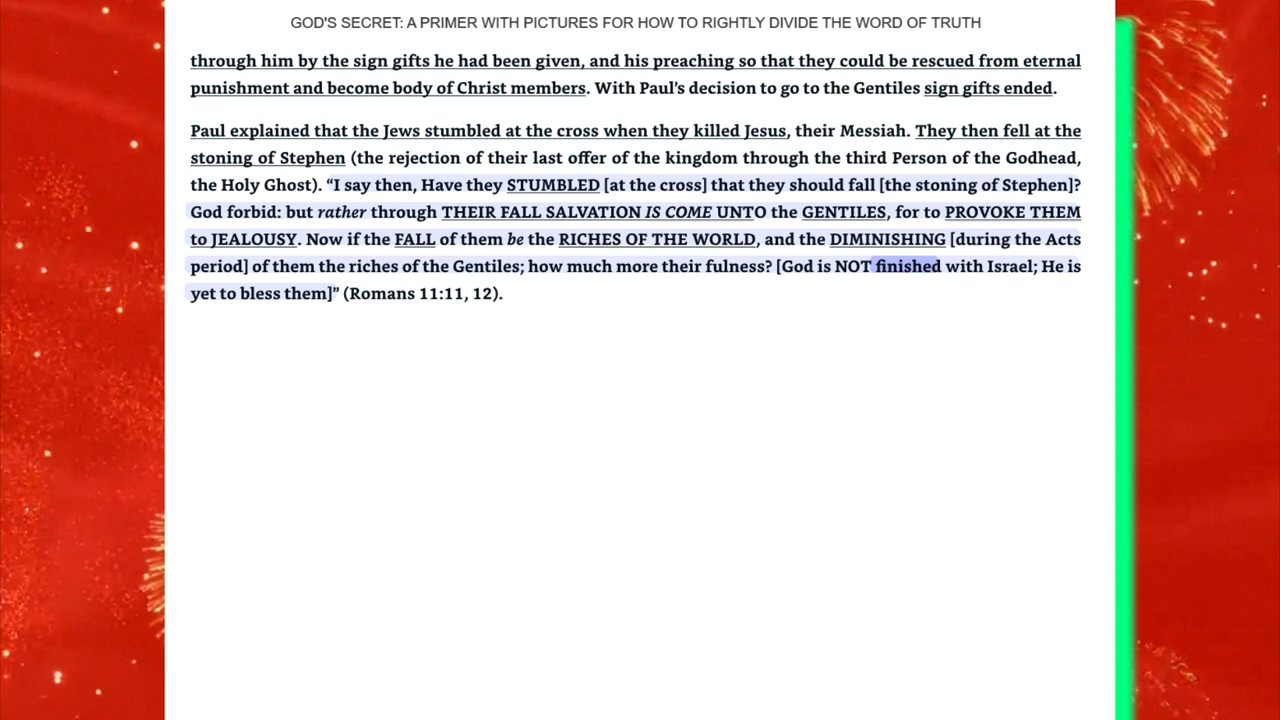 GOD'S SECRET: A PRIMER WITH PICTURES FOR HOW TO RIGHTLY DIVIDE THE WORD OF TRUTH
through him by the sign gifts he had been given, and his preaching so that they could be rescued from eternal
punishment and become body of Christ members. With Paul’s decision to go to the Gentiles sign gifts ended.
Paul explained that the Jews stumbled at the cross when they killed Jesus, their Messiah. They then fell at the
stoning of Stephen (the rejection of their last offer of the kingdom through the third Person of the Godhead,
the Holy Ghost). “I say then, Have they STUMBLED [at the cross] that they should fall [the stoning of Stephen]?
God forbid: but rather through THEIR FALL SALVATION IS COME UNTO the GENTILES, for to PROVOKE THEM
to JEALOUSY. Now if the FALL of them be the RICHES OF THE WORLD, and the DIMINISHING [during the Acts
period] of them the riches of the Gentiles; how much more their fulness? [God is NOT finished with Israel; He is
yet to bless them]” (Romans 11:11, 12).